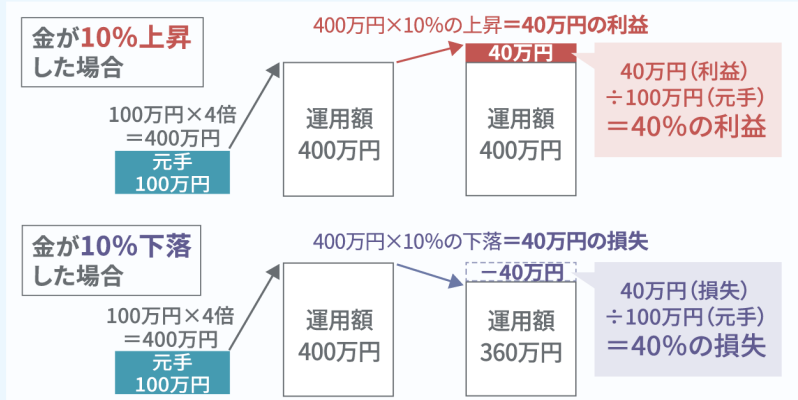 400万円×10%の上昇＝40万円の利益
金が10%上昇
した場合
100万円×4倍
＝400万円
元手
100万円
運用額
400万円
40万円
運用額
400万円
40万円（利益）
÷100万円（元手）
＝40%の利益
400万円×10%の下落＝40万円の損失
金が10%下落
した場合
100万円×4倍
＝400万円
元手
100万円
運用額
400万円
－40万円
運用額
360万円
40万円（損失）
÷100万円（元手）
＝40%の損失